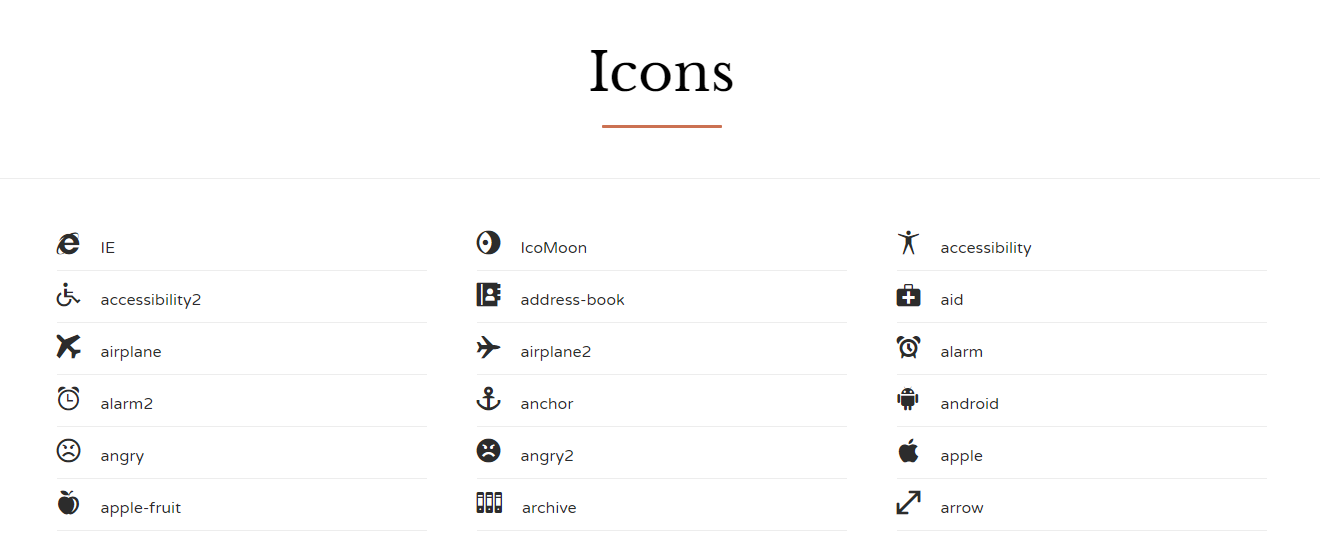 Icons
IE
IcoMoon
accessibility
accessibility2
address-book
aid
airplane
airplane2
alarm
alarm2
anchor
android
angry
angry2
apple
apple-fruit
archive
arrow